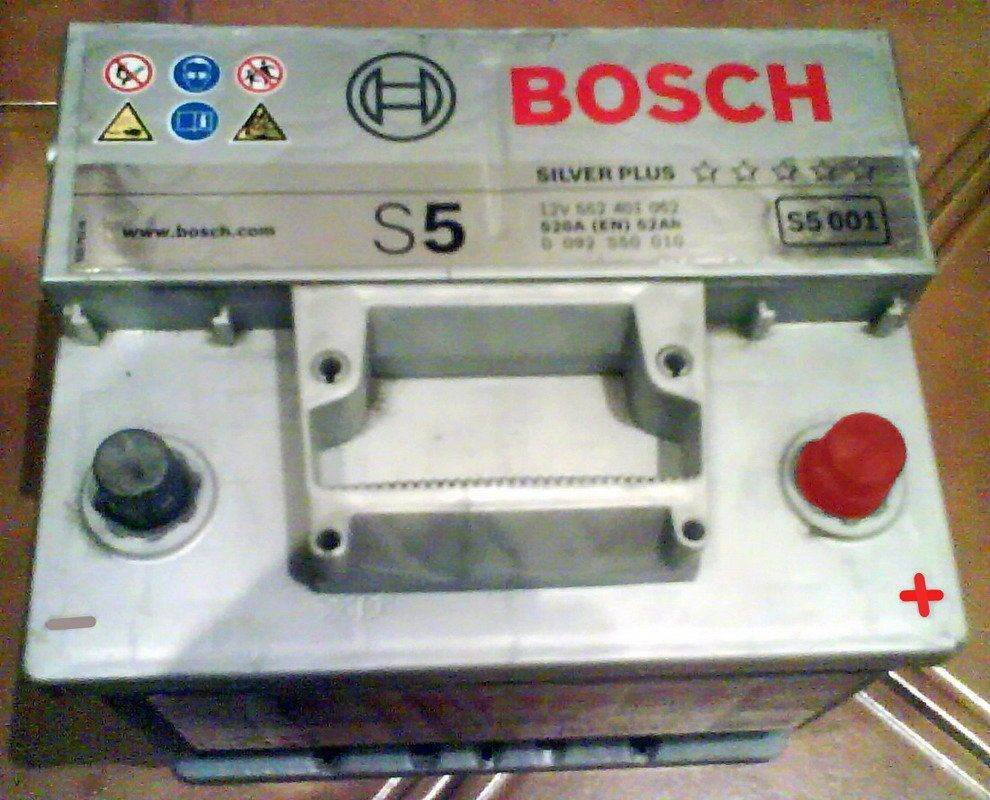 BOSCH
SILVER PLUS
www.bosch.com
S5
12V 552 401 052
520A (EN) 52Ah
0 092 S50 010
S5 001
− +